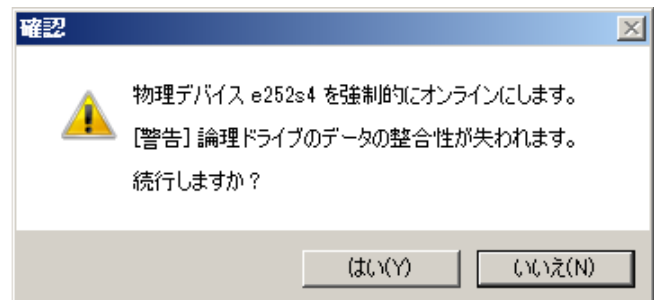 確認
物理デバイス e252s4 を強制的にオンラインにします。
[警告] 論理ドライブのデータの整合性が失われます。
続行しますか？
はい(Y)
いいえ(N)